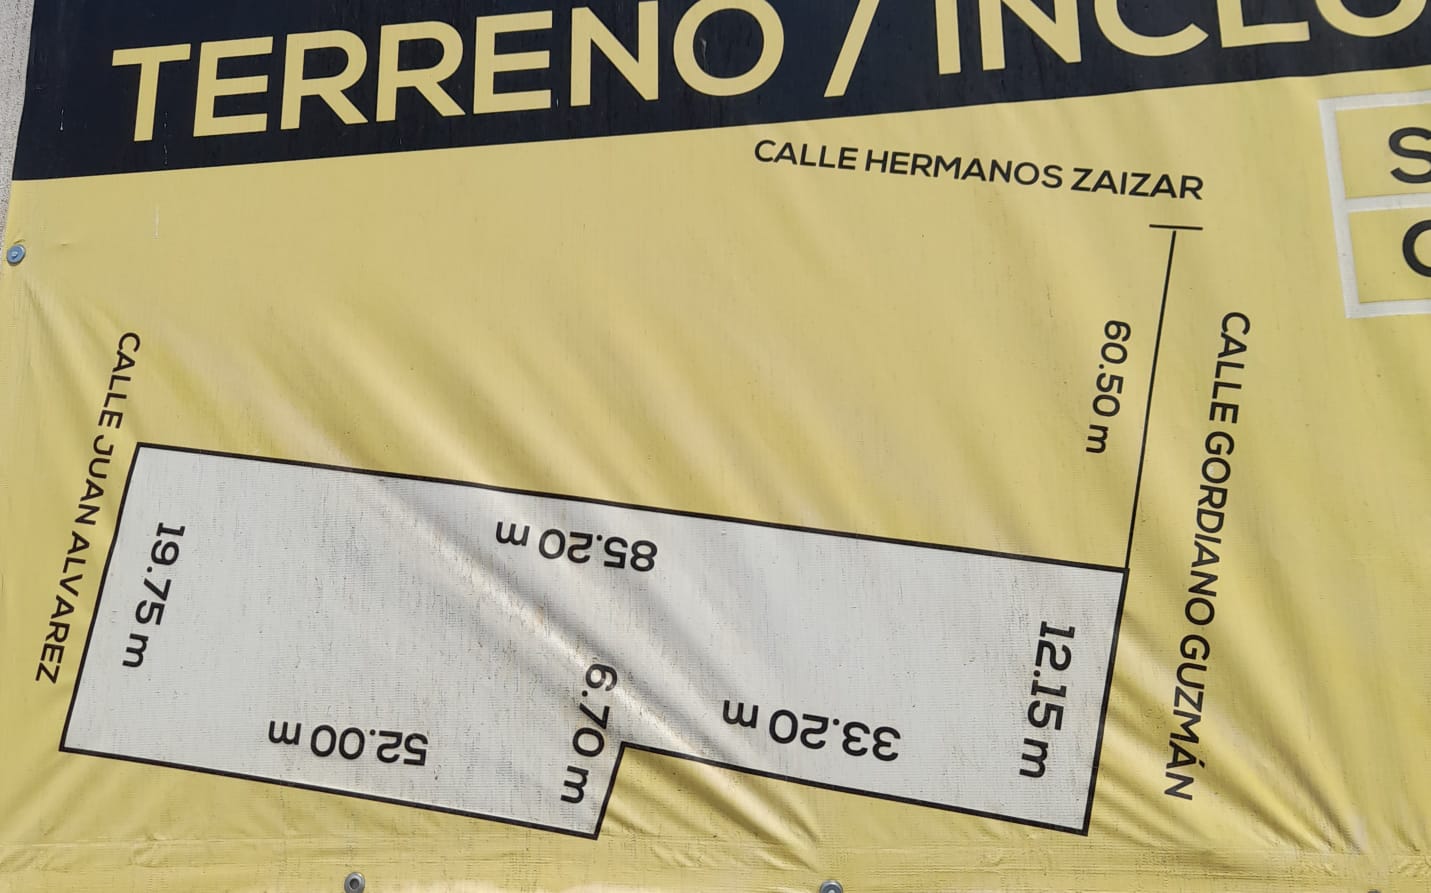 TERRENO / INCLU
CALLE HERMANOS ZAIZAR
S
60.50 m
CALLE GORDIANO GUZMÁN
CALLE JUAN ALVAREZ
19.75 m
85.20 m
12.15 m
6.70 m
33.20 m
52.00 m